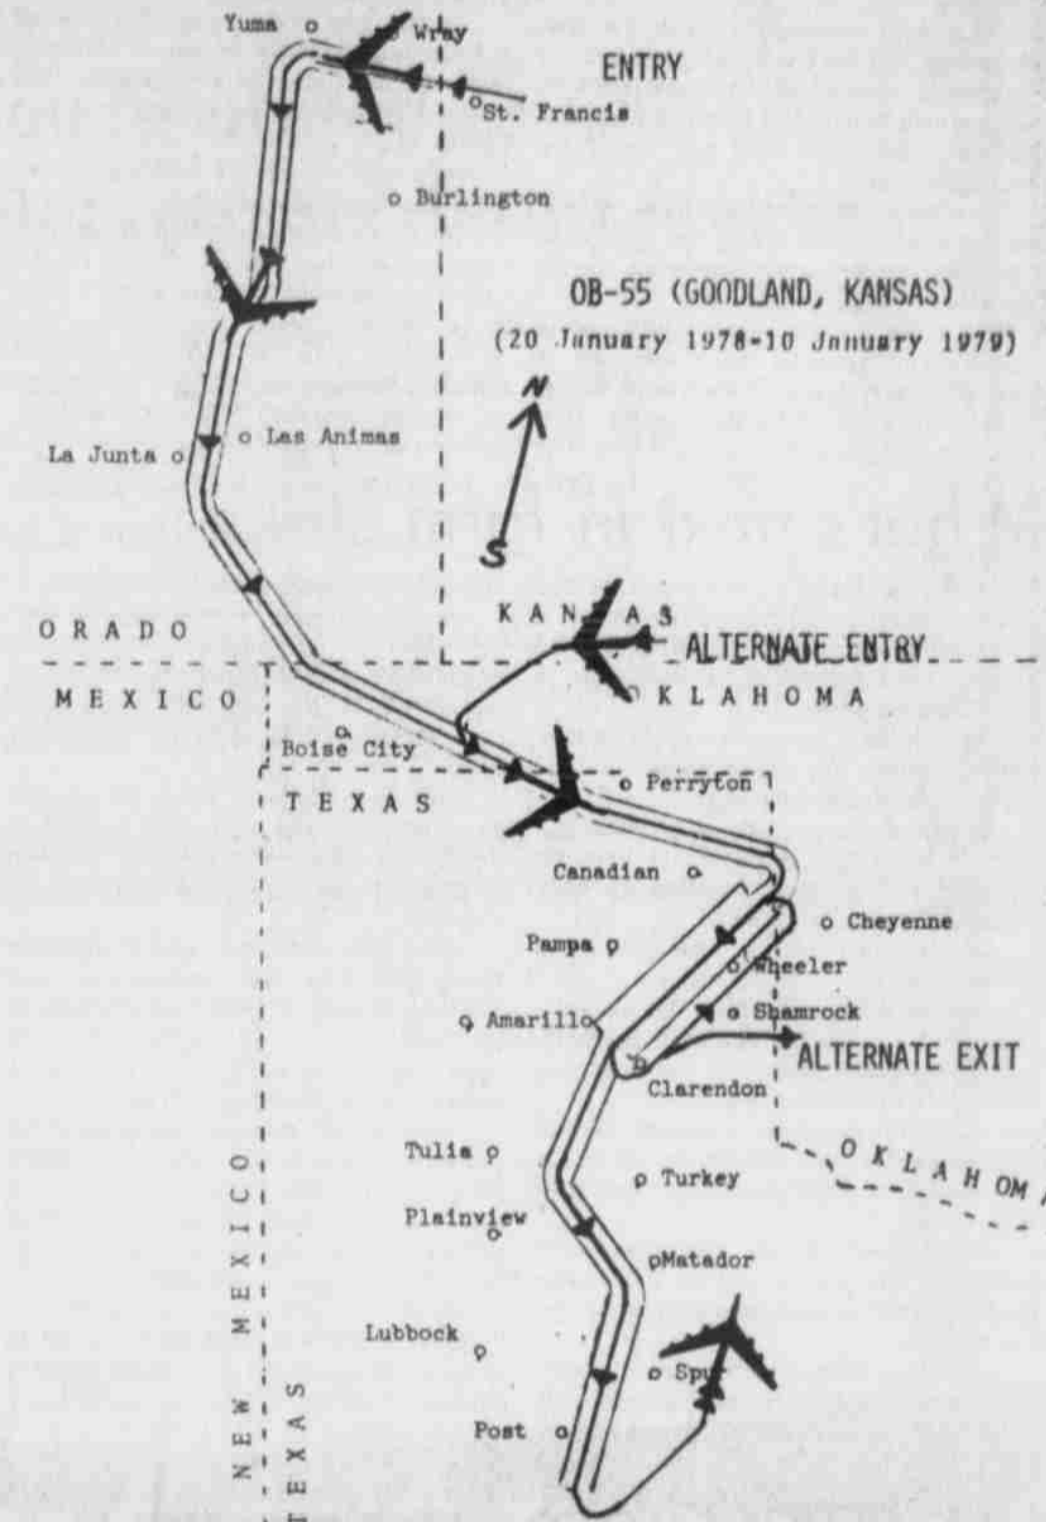 Yuma
Wray
ENTRY
St. Francis
Burlington
OB-55 (GOODLAND, KANSAS)
(20 January 1978-10 January 1979)
N
Las Animas
La Junta
S
KANSAS
ORADO
ALTERNATE ENTRY
MEXICO
OKLAHOMA
Boise City
TEXAS
Perryton
Canadian
Cheyenne
Pampa
Wheeler
Amarillo
Shamrock
ALTERNATE EXIT
Clarendon
Tulia
Turkey
OKLAHOMA
Plainview
Matador
NEW MEXICO
Lubbock
Spur
TEXAS
Post